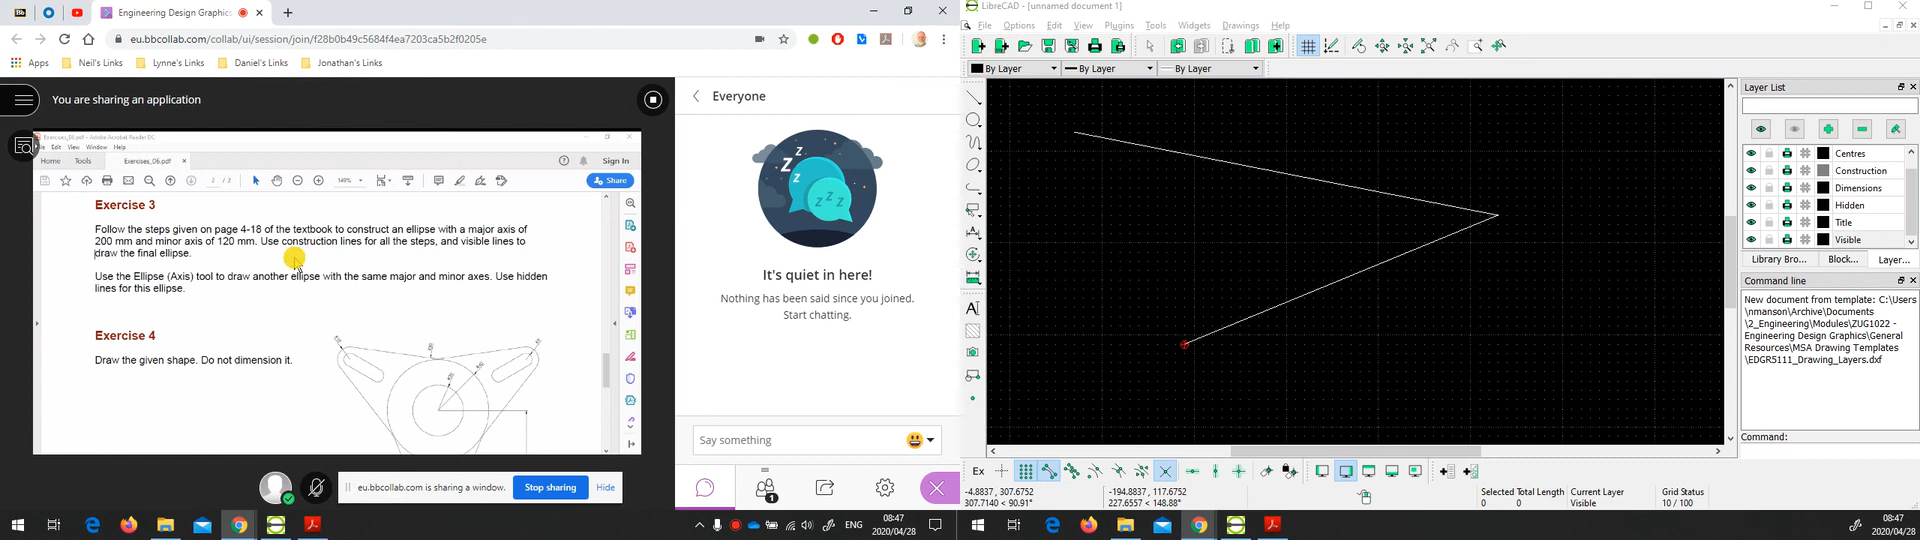 Engineering Design Graphics
eu.bbcollab.com/collab/ui/session/join/f28b0b49c5684f4ea7203ca5b2f0205e
Apps
Neil's Links
Lynne's Links
Daniel's Links
Jonathan's Links
You are sharing an application
Exercises_06.pdf - Adobe Acrobat Reader DC
File Edit View Window Help
Home
Tools
Exercises_06.pdf
Sign In
2 / 2
140%
Share
Exercise 3
Follow the steps given on page 4-18 of the textbook to construct an ellipse with a major axis of
200 mm and minor axis of 120 mm. Use construction lines for all the steps, and visible lines to
draw the final ellipse.
Use the Ellipse (Axis) tool to draw another ellipse with the same major and minor axes. Use hidden
lines for this ellipse.
Exercise 4
Draw the given shape. Do not dimension it.
eu.bbcollab.com is sharing a window.
Stop sharing
Hide
Everyone
Z Z Z
Z Z Z
It's quiet in here!
Nothing has been said since you joined.
Start chatting.
Say something
1
ENG
08:47
2020/04/28
LibreCAD - [unnamed document 1]
File Options Edit View Plugins Tools Widgets Drawings Help
By Layer
By Layer
By Layer
Layer List
Centres
Construction
Dimensions
Hidden
Title
Visible
Library Bro...
Block...
Layer...
Command line
New document from template: C:\Users
\nmanson\Archive\Documents
\2_Engineering\Modules\ZUG1022 -
Engineering Design Graphics\General
Resources\MSA Drawing Templates
\EDGR5111_Drawing_Layers.dxf
Command:
Ex
-4.8837, 307.6752
307.7140 < 90.91°
-194.8837, 117.6752
227.6557 < 148.88°
Selected Total Length
0 0
Current Layer
Visible
Grid Status
10 / 100
08:47
2020/04/28